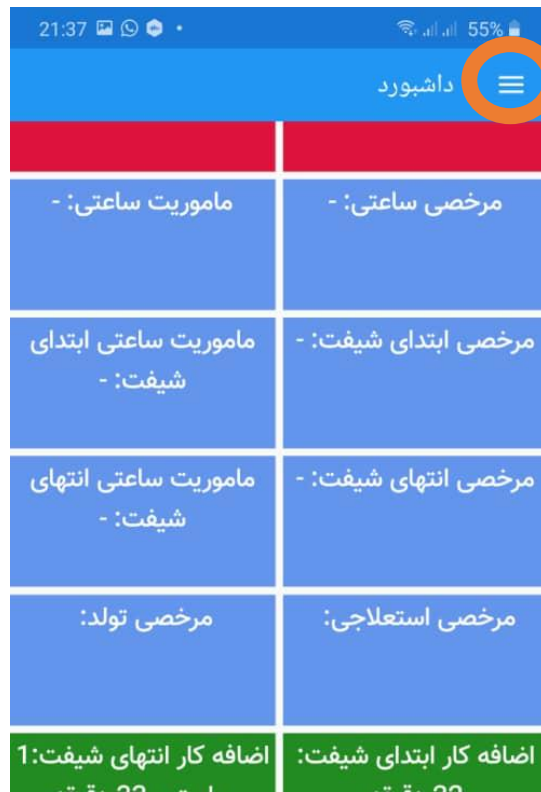 21:37
55%
داشبورد
مرخصی ساعتی: -
ماموریت ساعتی: -
مرخصی ابتدای شیفت: -
ماموریت ساعتی ابتدای
شیفت: -
مرخصی انتهای شیفت: -
ماموریت ساعتی انتهای
شیفت: -
مرخصی استعلاجی:
مرخصی تولد:
اضافه کار ابتدای شیفت:
اضافه کار انتهای شیفت:1